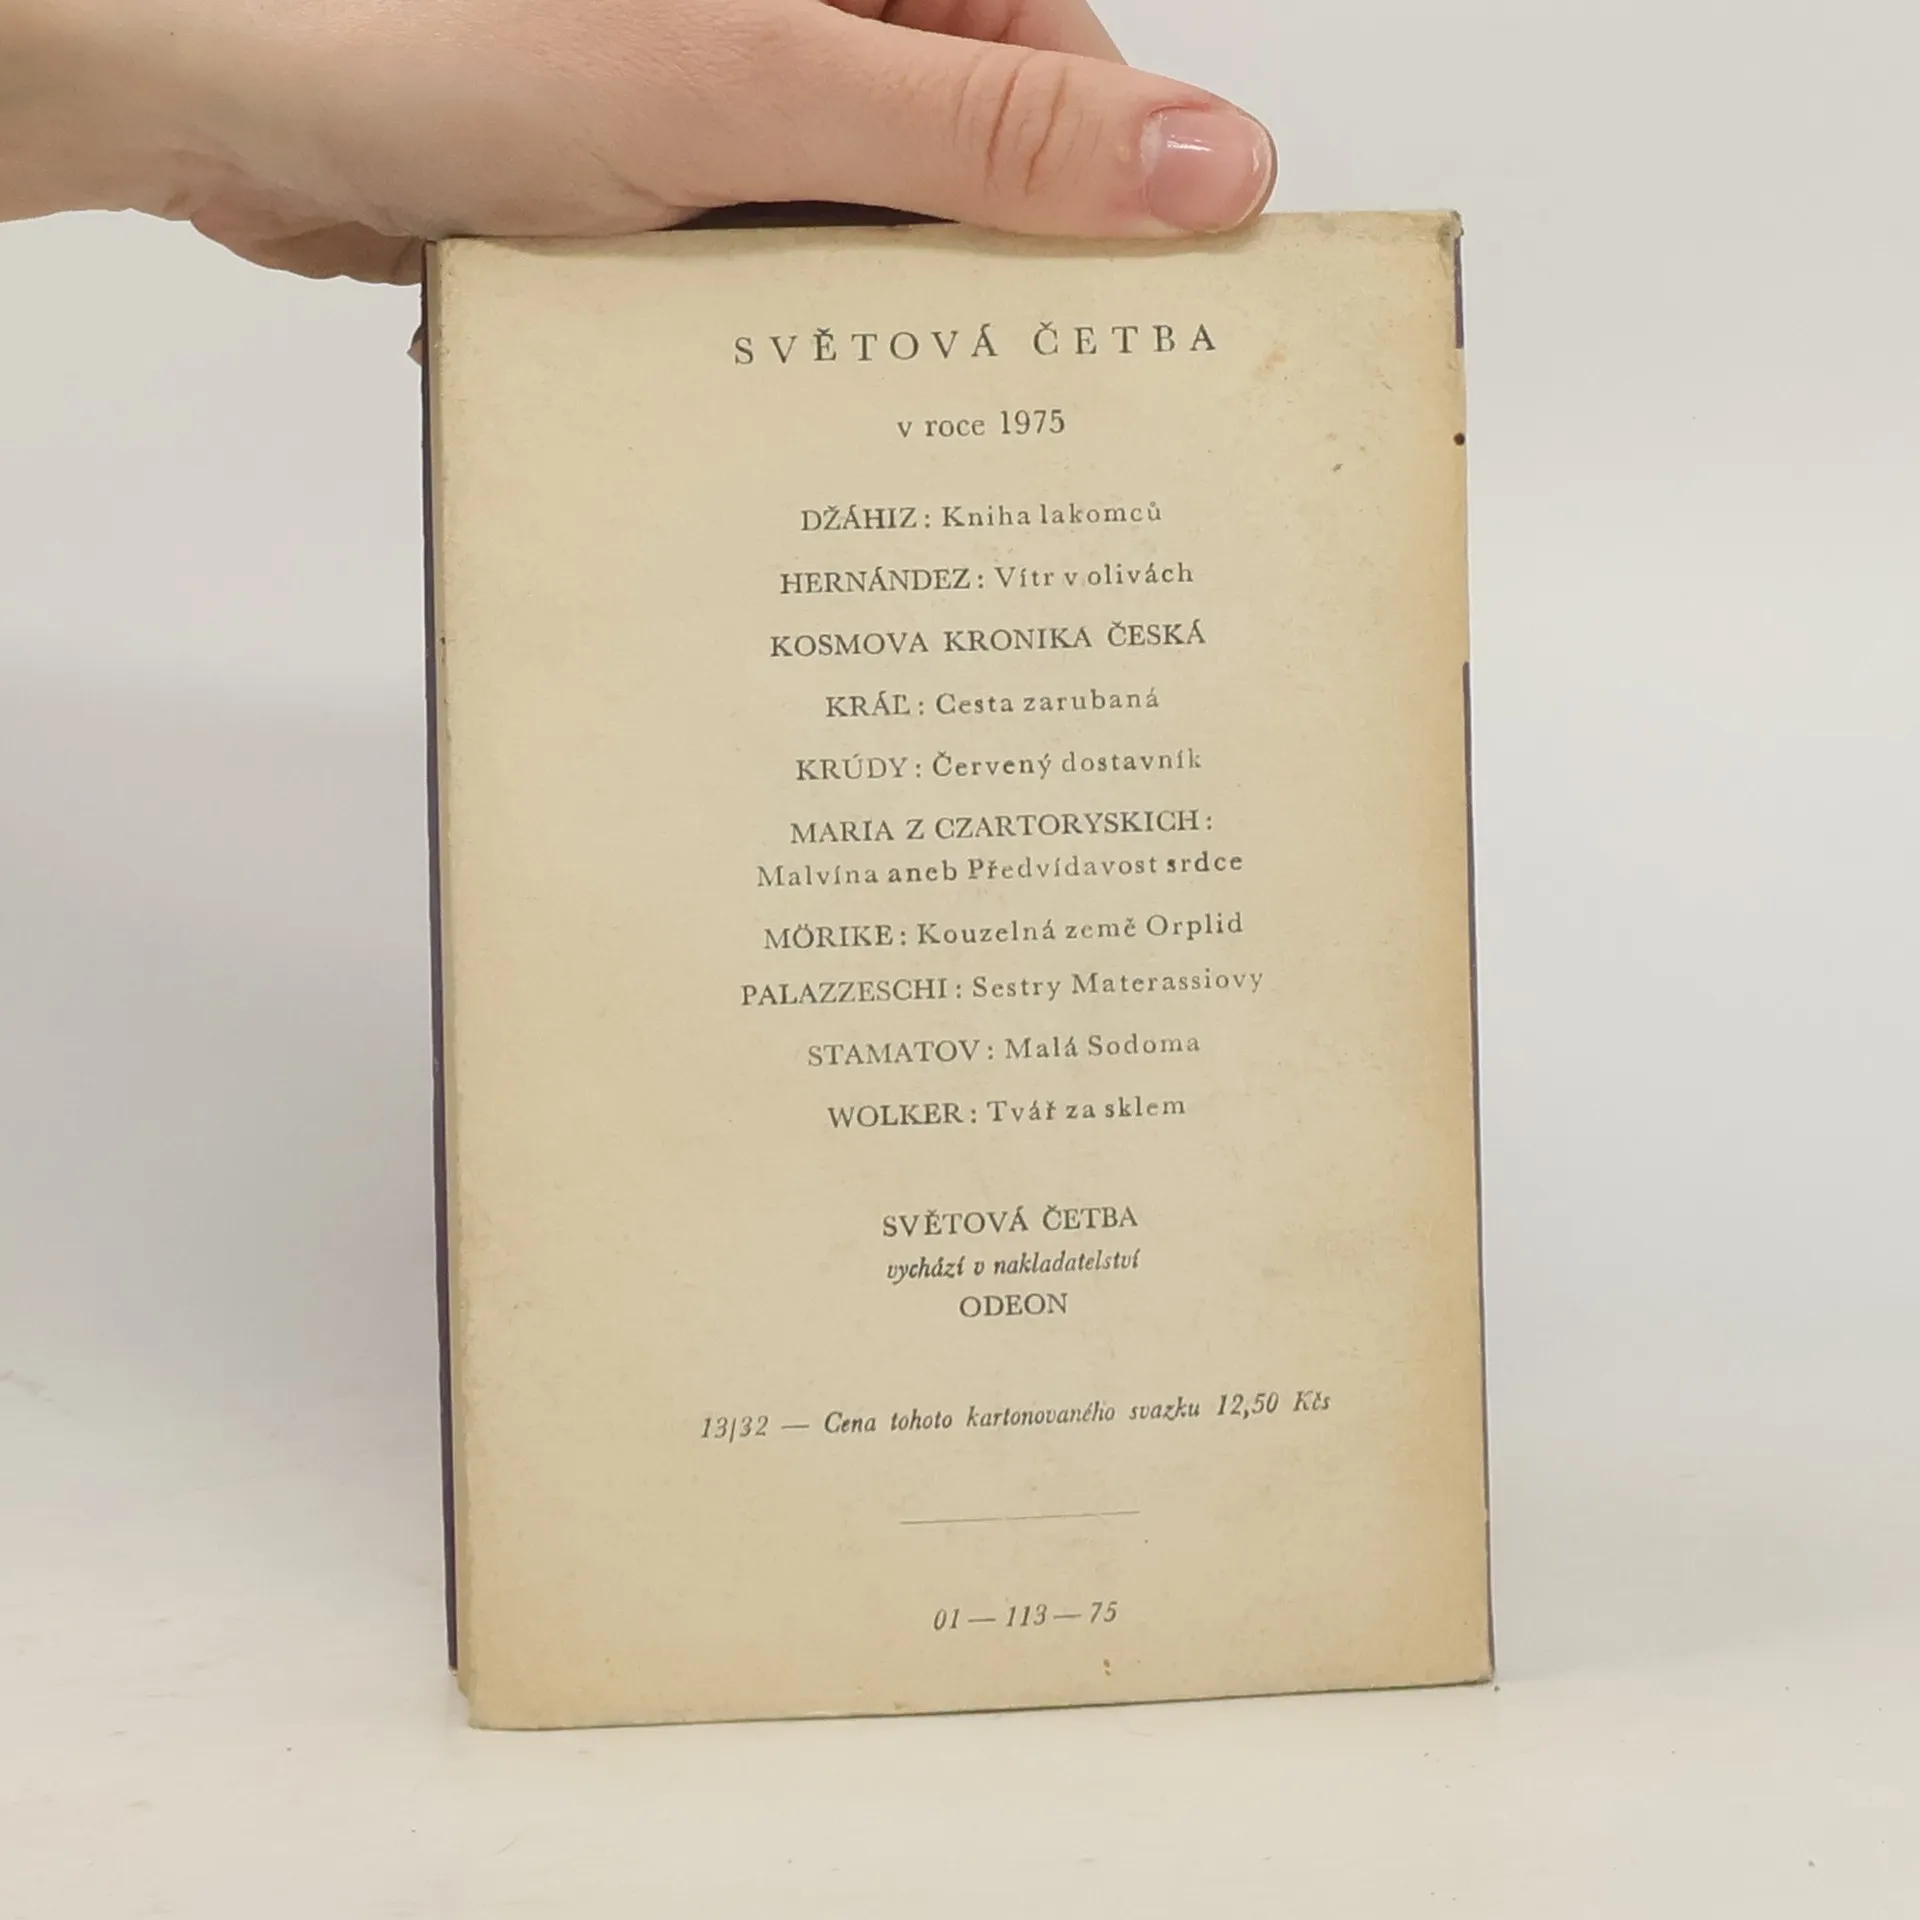 SVĚTOVÁ ČETBA
v roce 1975
DŽÁHIZ: Kniha lakomců
HERNÁNDEZ: Vítr v olivách
KOSMOVA KRONIKA ČESKÁ
KRÁĽ: Cesta zarubaná
KRÚDY: Červený dostavník
MARIA Z CZARTORYSKICH:
Malvína aneb Předvídavost srdce
MÖRIKE: Kouzelná země Orplid
PALAZZESCHI: Sestry Materassiovy
STAMATOV: Malá Sodoma
WOLKER: Tvář za sklem
SVĚTOVÁ ČETBA
vychází v nakladatelství
ODEON
13/32 — Cena tohoto kartonovaného svazku 12,50 Kčs
01 — 113 — 75